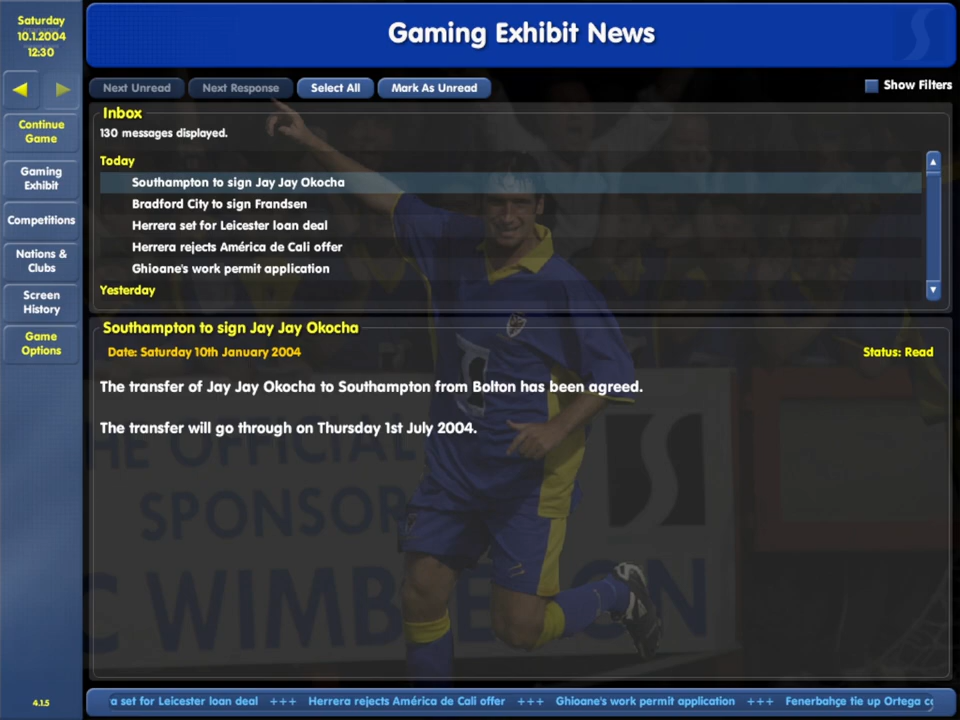 Saturday
10.1.2004
12:30
Gaming Exhibit News
Next Unread
Next Response
Select All
Mark As Unread
Show Filters
Continue
Game
Gaming
Exhibit
Competitions
Nations &
Clubs
Screen
History
Game
Options
Inbox
130 messages displayed.
Today
Southampton to sign Jay Jay Okocha
Bradford City to sign Frandsen
Herrera set for Leicester loan deal
Herrera rejects América de Cali offer
Ghioane's work permit application
Yesterday
Southampton to sign Jay Jay Okocha
Date: Saturday 10th January 2004
Status: Read
The transfer of Jay Jay Okocha to Southampton from Bolton has been agreed.
The transfer will go through on Thursday 1st July 2004.
HE OFFICIAL
SPONSOR
C WIMBLEDON
4.1.5
a set for Leicester loan deal +++ Herrera rejects América de Cali offer +++ Ghioane's work permit application +++ Fenerbahçe tie up Ortega